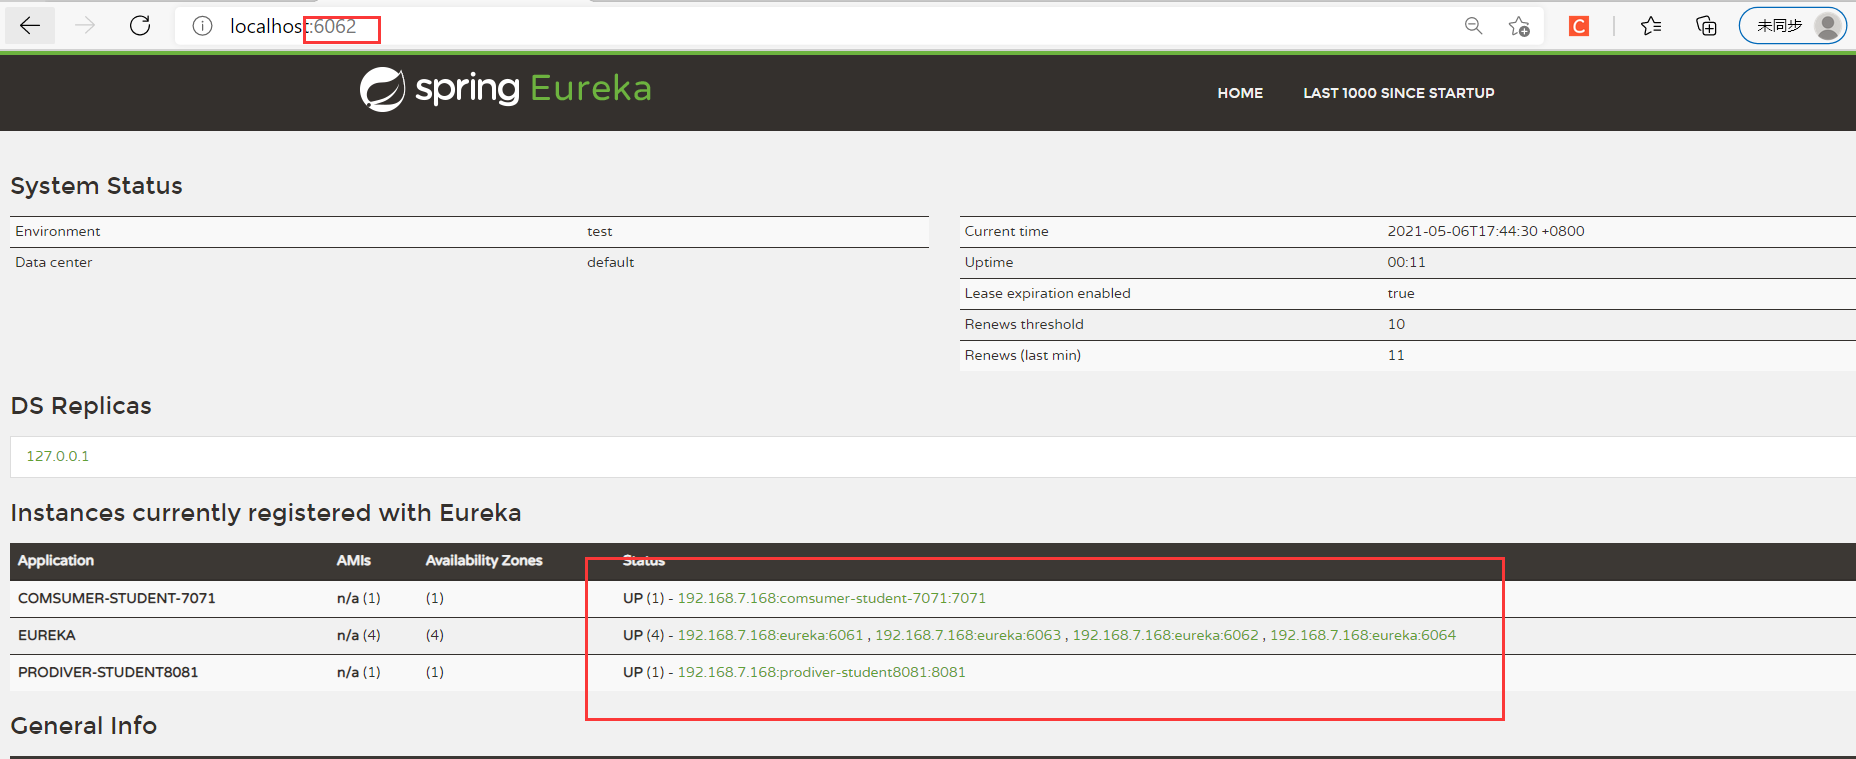 localhost:6062
C
未同步
spring Eureka
HOME LAST 1000 SINCE STARTUP
System Status
Environment test
Data center default
Current time 2021-05-06T17:44:30 +0800
Uptime 00:11
Lease expiration enabled true
Renews threshold 10
Renews (last min) 11
DS Replicas
127.0.0.1
Instances currently registered with Eureka
Application AMIs Availability Zones Status
COMSUMER-STUDENT-7071 n/a (1) (1) UP (1) - 192.168.7.168:comsumer-student-7071:7071
EUREKA n/a (4) (4) UP (4) - 192.168.7.168:eureka:6061 , 192.168.7.168:eureka:6063 , 192.168.7.168:eureka:6062 , 192.168.7.168:eureka:6064
PRODIVER-STUDENT8081 n/a (1) (1) UP (1) - 192.168.7.168:prodiver-student8081:8081
General Info